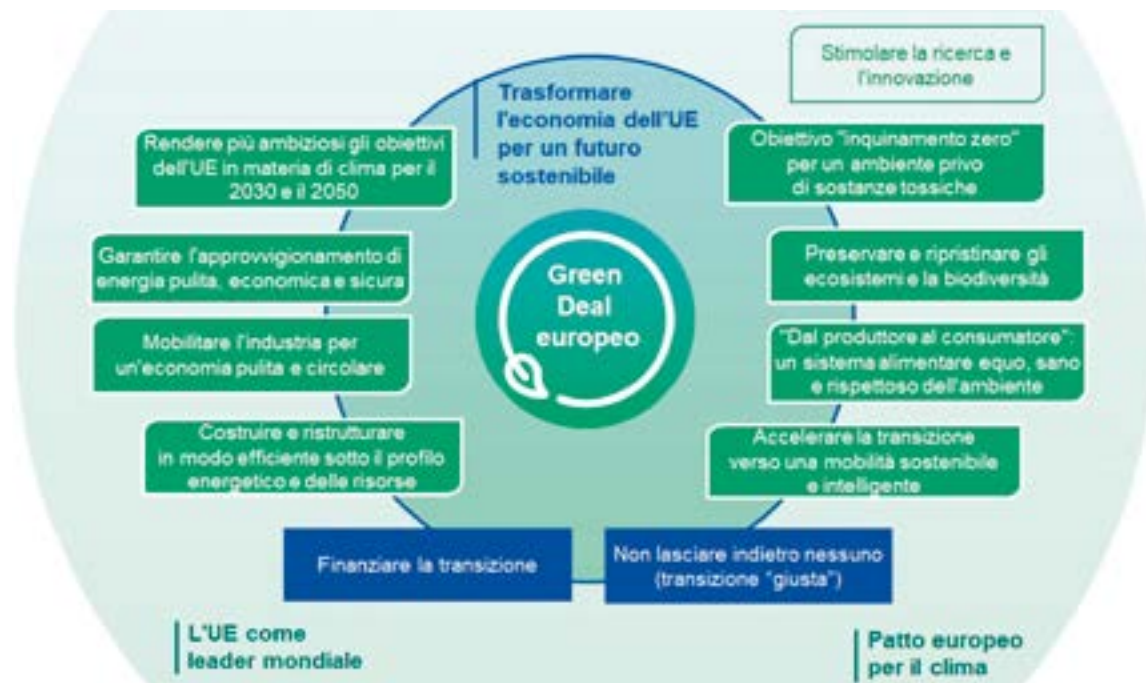 Stimolare la ricerca e
l'innovazione
Trasformare
l'economia dell'UE
per un futuro
sostenibile
Rendere più ambiziosi gli obiettivi
dell'UE in materia di clima per il
2030 e il 2050
Obiettivo "inquinamento zero"
per un ambiente privo
di sostanze tossiche
Garantire l'approvvigionamento di
energia pulita, economica e sicura
Preservare e ripristinare gli
ecosistemi e la biodiversità
Green
Deal
europeo
Mobilitare l'industria per
un'economia pulita e circolare
"Dal produttore al consumatore":
un sistema alimentare equo, sano
e rispettoso dell'ambiente
Costruire e ristrutturare
in modo efficiente sotto il profilo
energetico e delle risorse
Accelerare la transizione
verso una mobilità sostenibile
e intelligente
Finanziare la transizione
Non lasciare indietro nessuno
(transizione "giusta")
L'UE come
leader mondiale
Patto europeo
per il clima